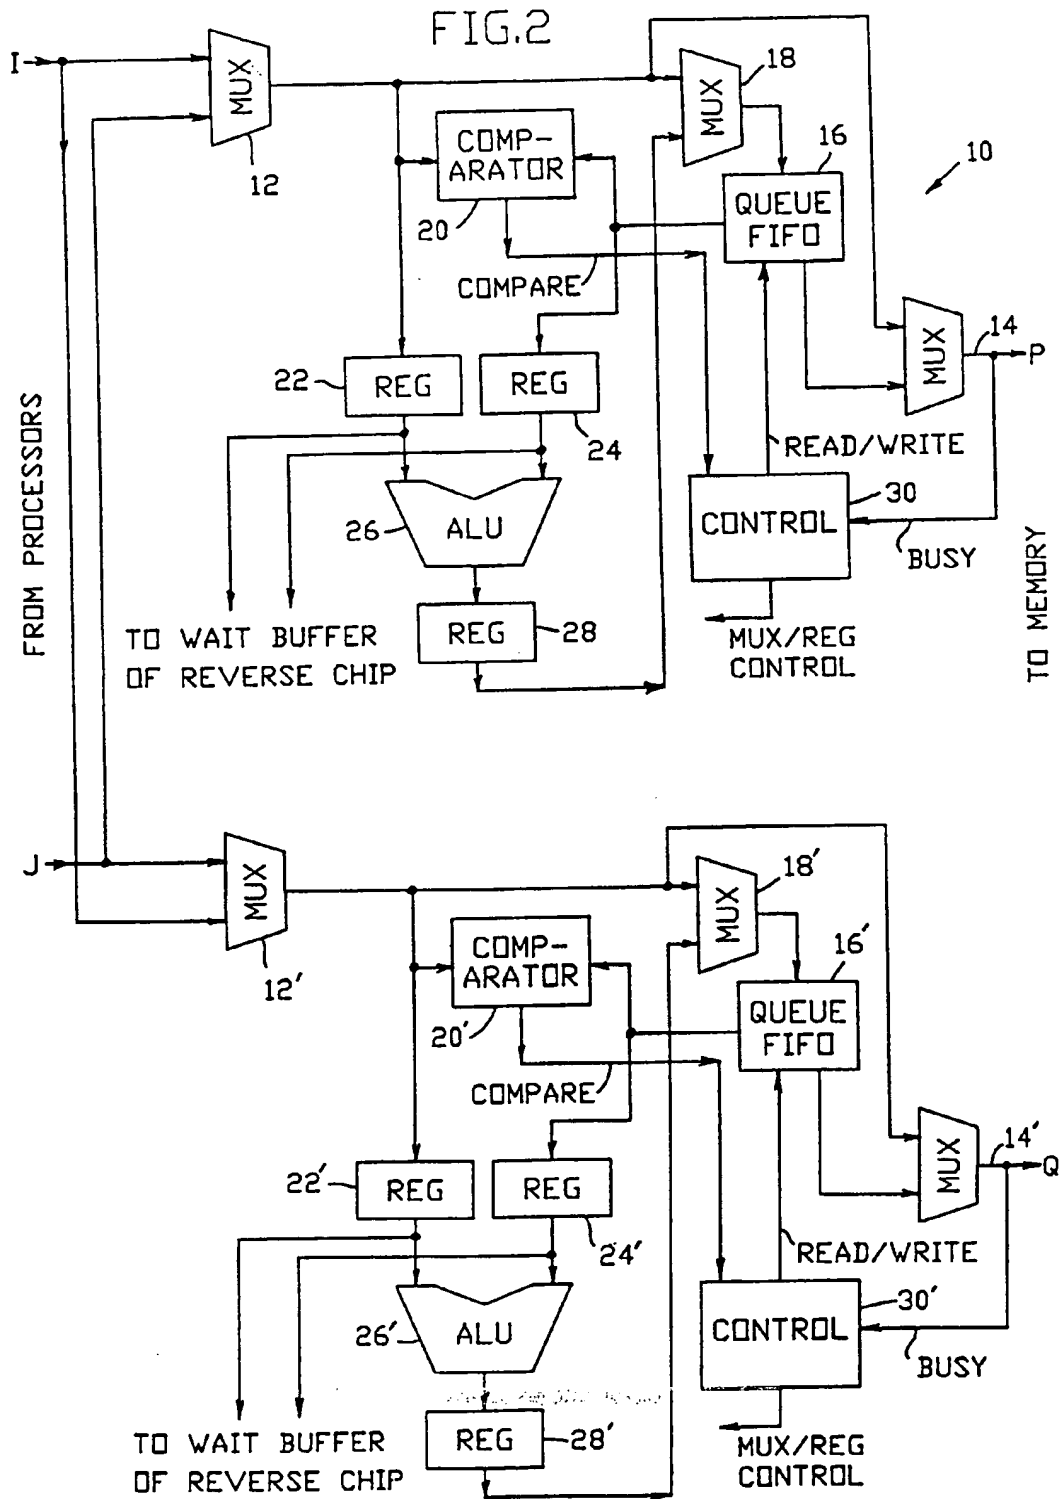 FIG.2
I
MUX
12
COMP-
ARATOR
20
COMPARE
MUX
18
16
QUEUE
FIFO
10
MUX
14
P
22
REG
REG
24
READ/WRITE
CONTROL
30
BUSY
26
ALU
REG
28
TO WAIT BUFFER
OF REVERSE CHIP
MUX/REG
CONTROL
FROM PROCESSORS
TO MEMORY
J
MUX
12'
COMP-
ARATOR
20'
COMPARE
MUX
18'
16'
QUEUE
FIFO
MUX
14'
Q
22'
REG
REG
24'
READ/WRITE
CONTROL
30'
BUSY
26'
ALU
REG
28'
TO WAIT BUFFER
OF REVERSE CHIP
MUX/REG
CONTROL